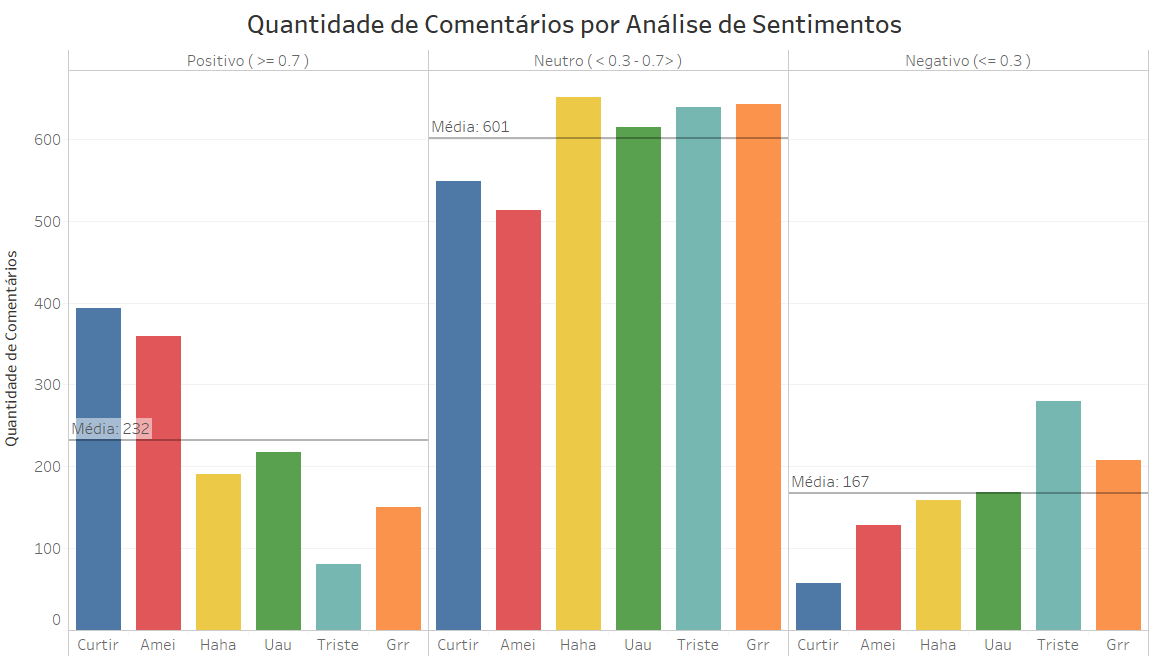 Quantidade de Comentários por Análise de Sentimentos
Positivo ( >= 0.7 )
Neutro ( < 0.3 - 0.7> )
Negativo (<= 0.3 )
Quantidade de Comentários
600
500
400
300
200
100
0
Média: 232
Média: 601
Média: 167
Curtir Amei Haha Uau Triste Grr
Curtir Amei Haha Uau Triste Grr
Curtir Amei Haha Uau Triste Grr